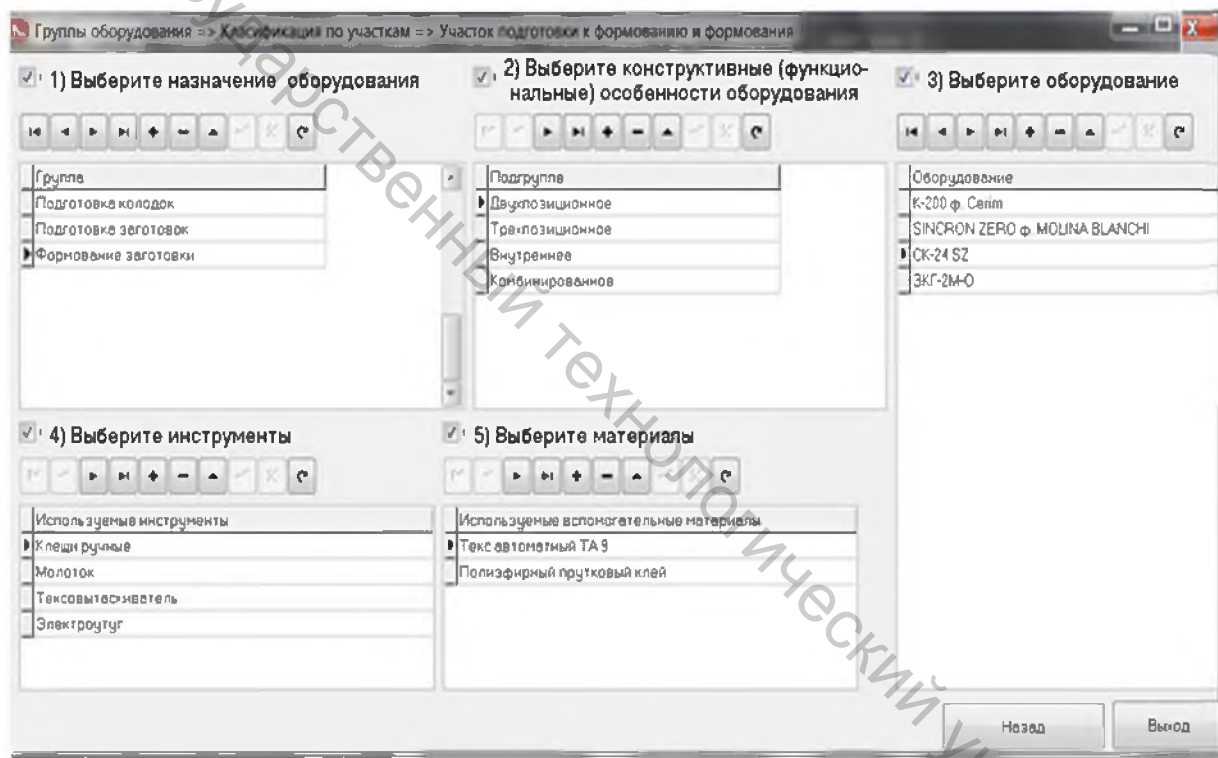 Группы оборудования => Классификация по участкам => Участок подготовки к формованию и формования
1) Выберите назначение оборудования
2) Выберите конструктивные (функцио-
нальные) особенности оборудования
3) Выберите оборудование
Группа
Подготовка колодок
Подготовка заготовок
Формование заготовки
Подгруппа
Двухпозиционное
Трехпозиционное
Внутреннее
Комбинированное
Оборудование
К-200 ф. Cerim
SINCRON ZERO ф. MOLINA BLANCHI
СК-24 SZ
ЗКГ-2М-О
4) Выберите инструменты
5) Выберите материалы
Используемые инструменты
Клещи ручные
Молоток
Тексовытаскиватель
Электроутуг
Используемые вспомогательные материалы
Текс автоматный ТА 9
Полиэфирный прутковый клей
Назад
Выход
государственный технологический